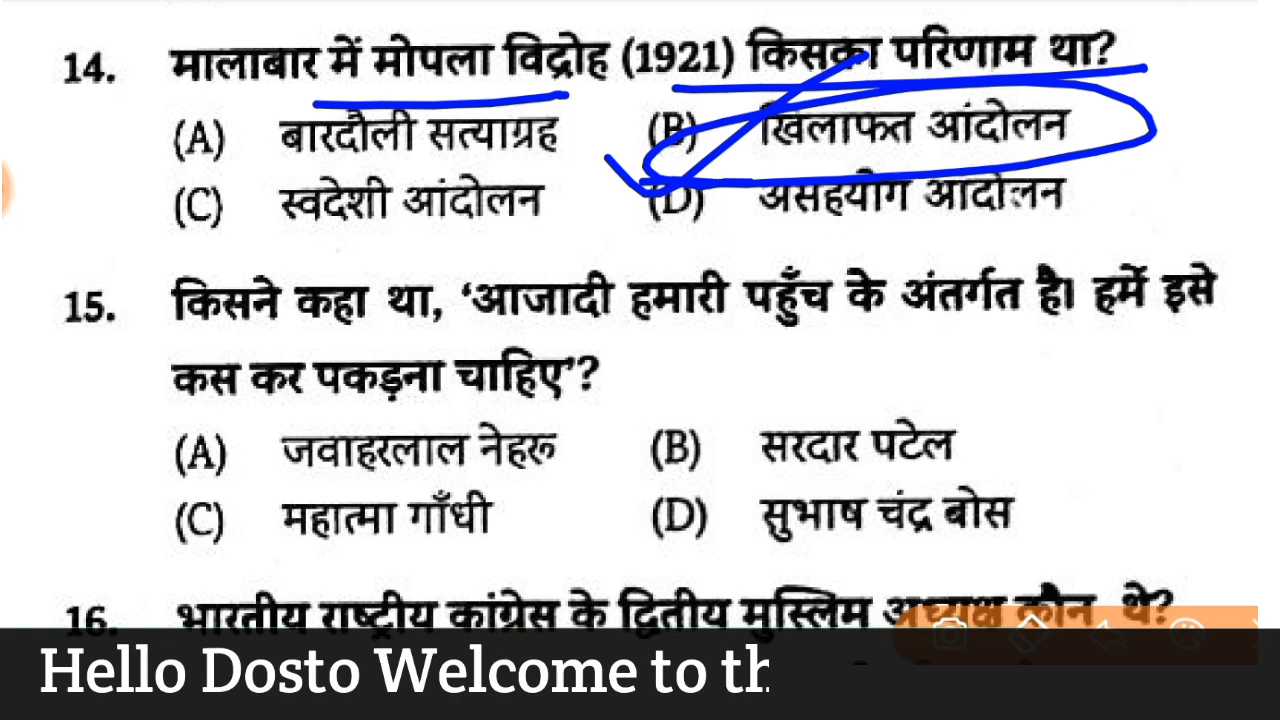 14. मालाबार में मोपला विद्रोह (1921) किसका परिणाम था?
(A) बारदौली सत्याग्रह (B) खिलाफत आंदोलन
(C) स्वदेशी आंदोलन (D) असहयोग आंदोलन
15. किसने कहा था, ‘आजादी हमारी पहुँच के अंतर्गत है। हमें इसे
कस कर पकड़ना चाहिए’?
(A) जवाहरलाल नेहरू (B) सरदार पटेल
(C) महात्मा गाँधी (D) सुभाष चंद्र बोस
16. भारतीय राष्ट्रीय कांग्रेस के द्वितीय मुस्लिम अध्यक्ष कौन थे?
Hello Dosto Welcome to th